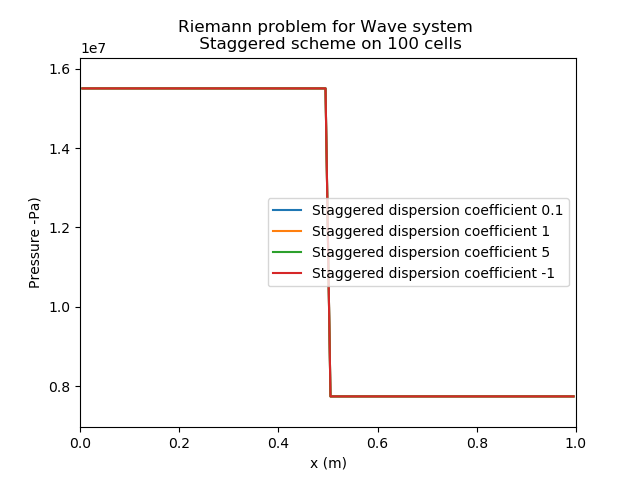 Riemann problem for Wave system
Staggered scheme on 100 cells
1e7
1.6
1.4
1.2
1.0
0.8
Pressure -Pa)
Staggered dispersion coefficient 0.1
Staggered dispersion coefficient 1
Staggered dispersion coefficient 5
Staggered dispersion coefficient -1
0.0 0.2 0.4 0.6 0.8 1.0
x (m)